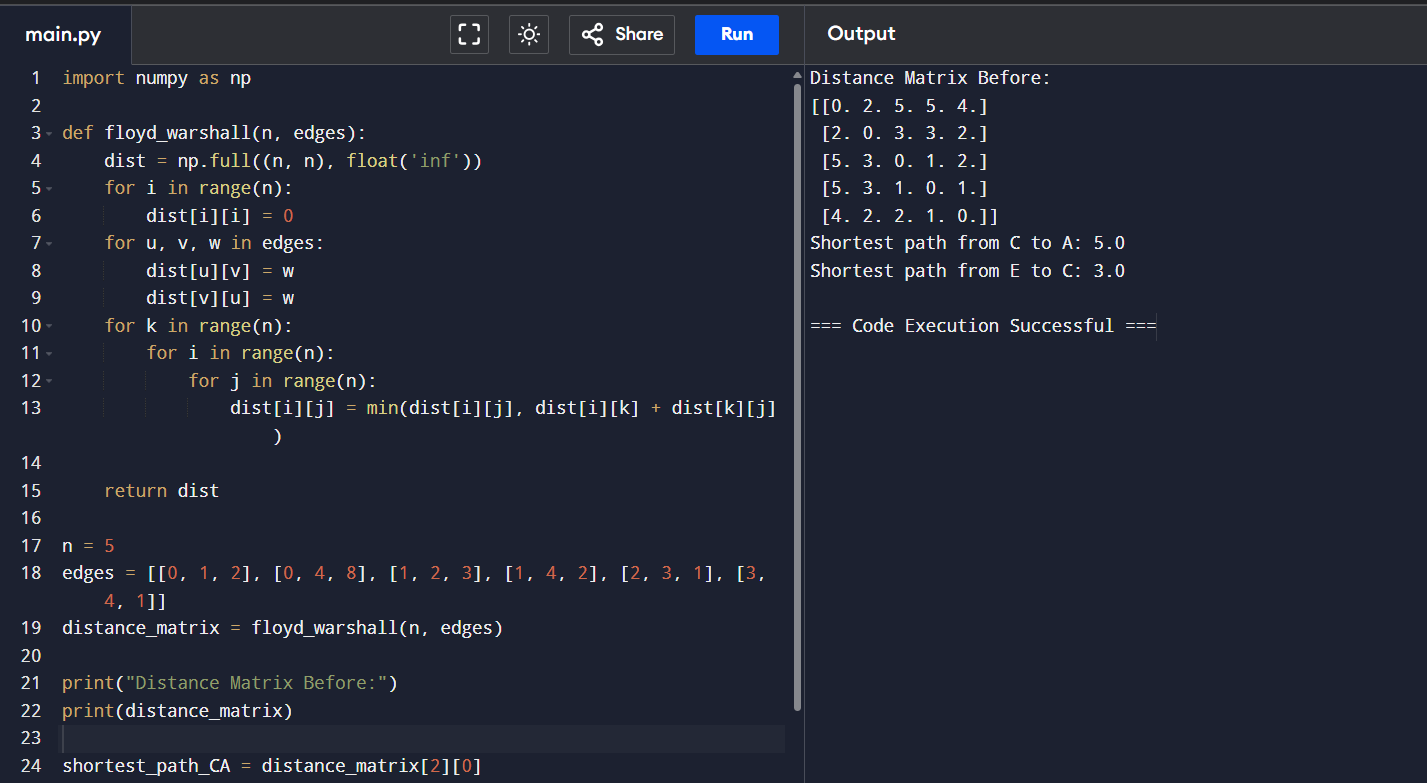 main.py
Share
Run
Output
1 import numpy as np
2
3 def floyd_warshall(n, edges):
4     dist = np.full((n, n), float('inf'))
5     for i in range(n):
6         dist[i][i] = 0
7     for u, v, w in edges:
8         dist[u][v] = w
9         dist[v][u] = w
10     for k in range(n):
11         for i in range(n):
12             for j in range(n):
13                 dist[i][j] = min(dist[i][j], dist[i][k] + dist[k][j]
)
14
15     return dist
16
17 n = 5
18 edges = [[0, 1, 2], [0, 4, 8], [1, 2, 3], [1, 4, 2], [2, 3, 1], [3,
4, 1]]
19 distance_matrix = floyd_warshall(n, edges)
20
21 print("Distance Matrix Before:")
22 print(distance_matrix)
23
24 shortest_path_CA = distance_matrix[2][0]
Distance Matrix Before:
[[0. 2. 5. 5. 4.]
 [2. 0. 3. 3. 2.]
 [5. 3. 0. 1. 2.]
 [5. 3. 1. 0. 1.]
 [4. 2. 2. 1. 0.]]
Shortest path from C to A: 5.0
Shortest path from E to C: 3.0
=== Code Execution Successful ===